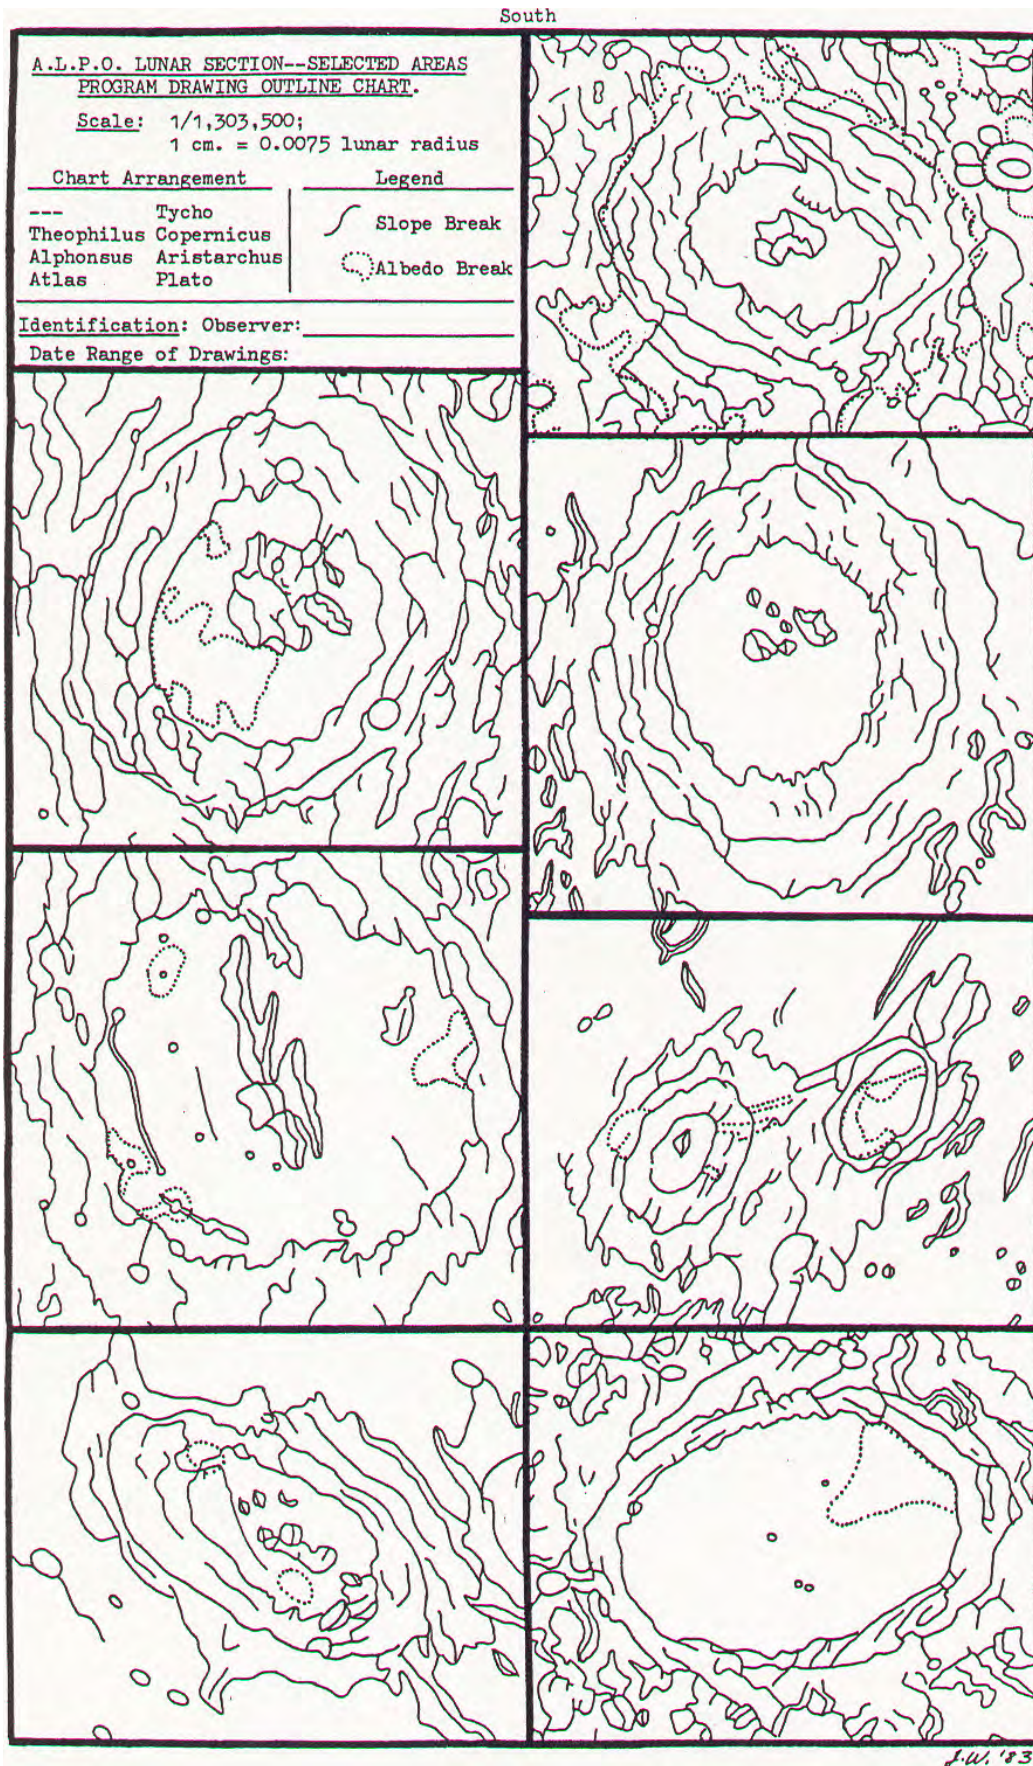 South
A.L.P.O. LUNAR SECTION--SELECTED AREAS
PROGRAM DRAWING OUTLINE CHART.
Scale: 1/1,303,500;
1 cm. = 0.0075 lunar radius
Chart Arrangement
--- Tycho
Theophilus Copernicus
Alphonsus Aristarchus
Atlas Plato
Legend
Slope Break
Albedo Break
Identification: Observer:
Date Range of Drawings:
J.W. '83